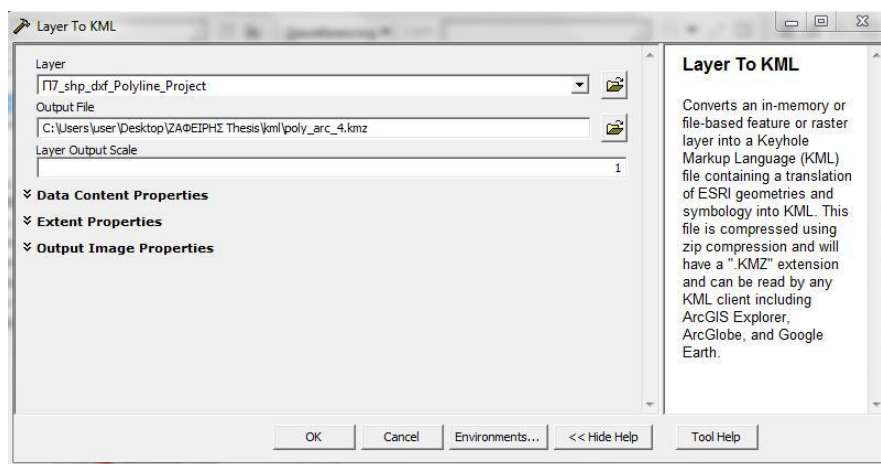 Layer To KML
Layer
Π7_shp_dxf_Polyline_Project
Output File
C:\Users\user\Desktop\ΖΑΦΕΙΡΗΣ Thesis\kml\poly_arc_4.kmz
Layer Output Scale
1
Data Content Properties
Extent Properties
Output Image Properties
OK
Cancel
Environments...
<< Hide Help
Layer To KML
Converts an in-memory or
file-based feature or raster
layer into a Keyhole
Markup Language (KML)
file containing a translation
of ESRI geometries and
symbology into KML. This
file is compressed using
zip compression and will
have a ".KMZ" extension
and can be read by any
KML client including
ArcGIS Explorer,
ArcGlobe, and Google
Earth.
Tool Help